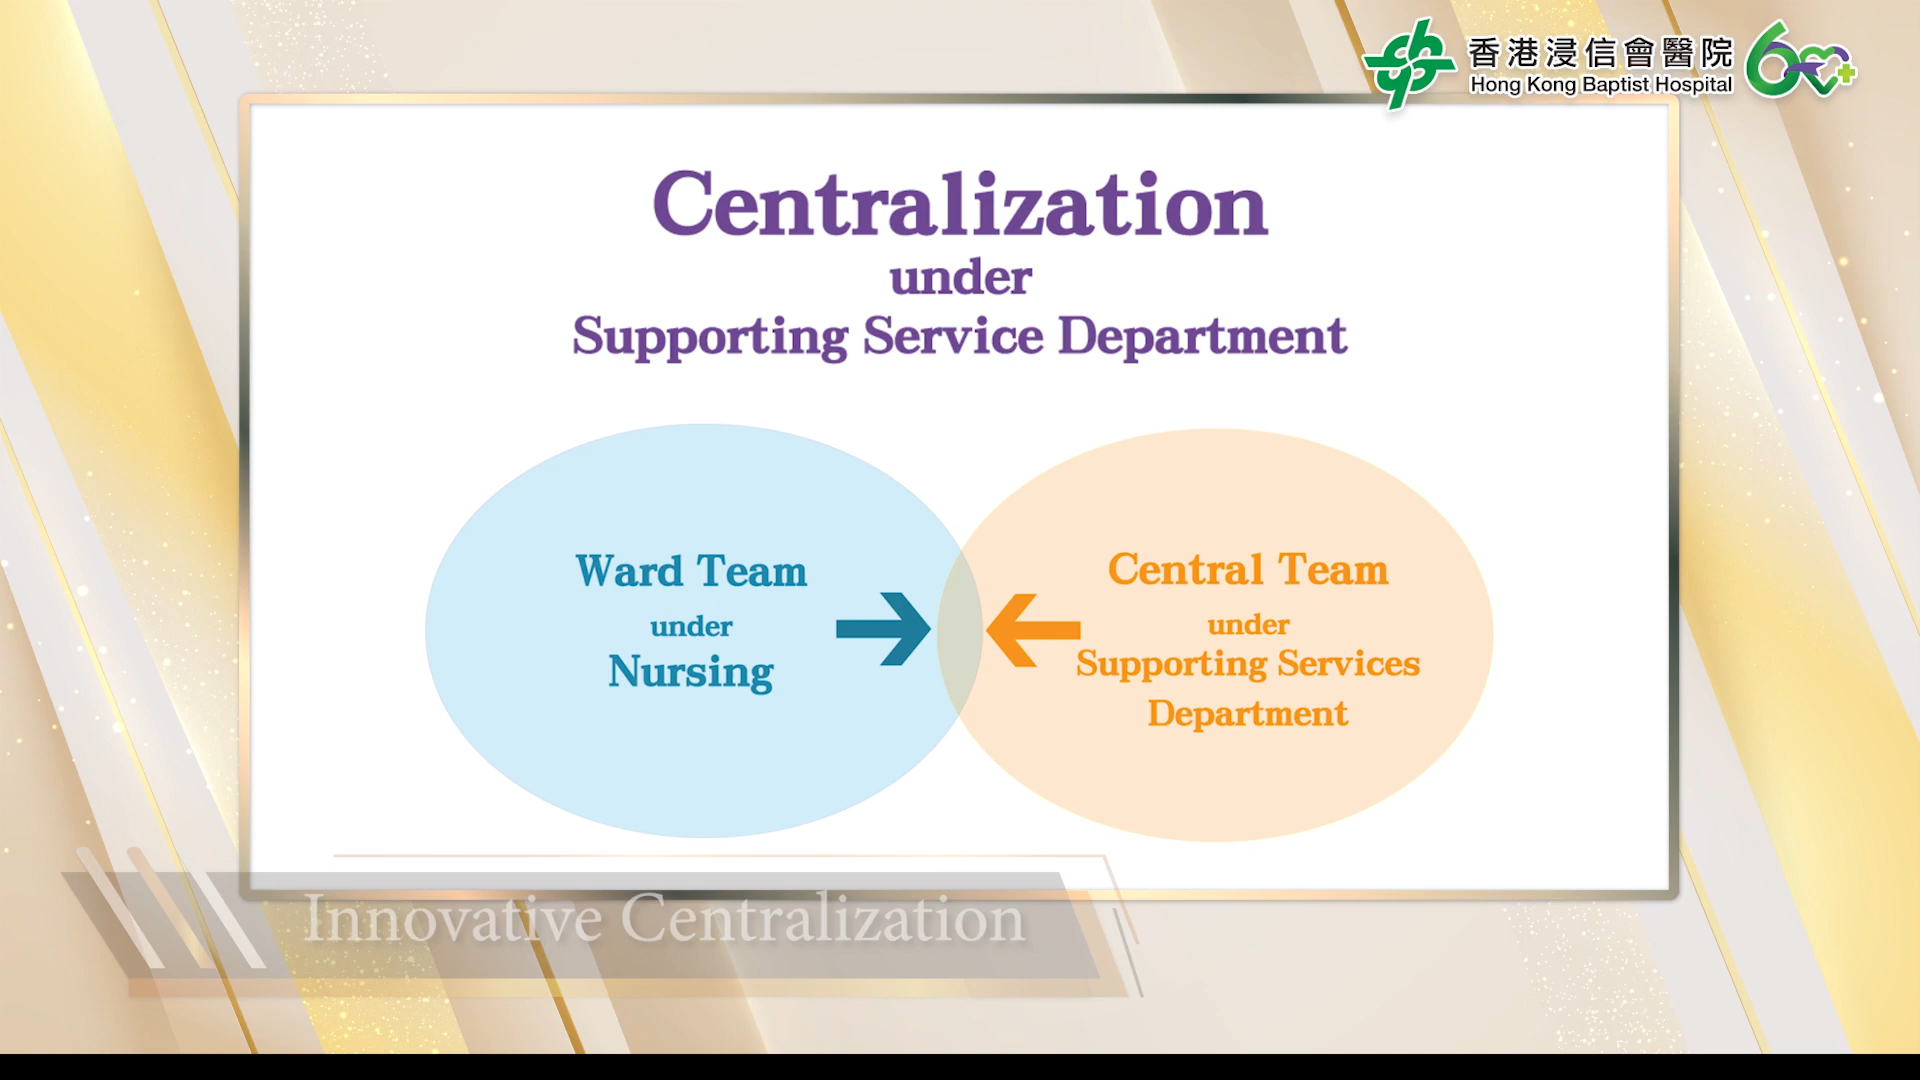 香港浸信會醫院
Hong Kong Baptist Hospital
60
Centralization
under
Supporting Service Department
Ward Team
under
Nursing
Central Team
under
Supporting Services
Department
Innovative Centralization